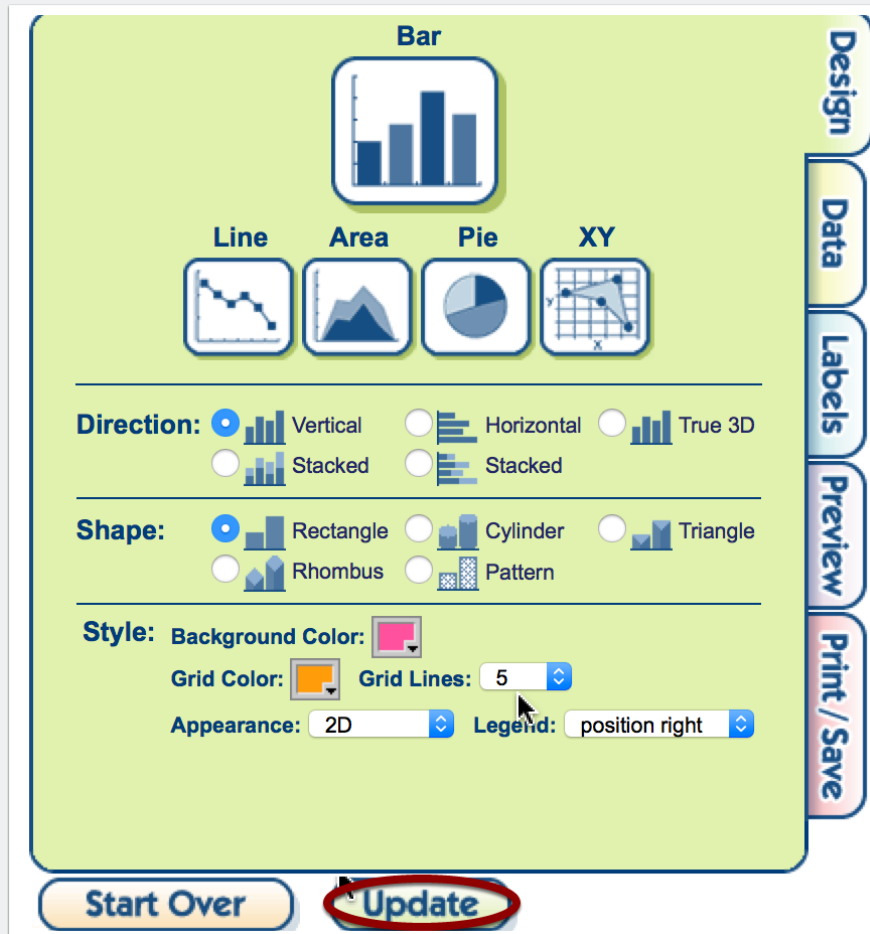 Bar
Line Area Pie XY
Y
X
Direction: Vertical Horizontal True 3D
Stacked Stacked
Shape: Rectangle Cylinder Triangle
Rhombus Pattern
Style: Background Color:
Grid Color: Grid Lines: 5
Appearance: 2D Legend: position right
Start Over Update
Design
Data
Labels
Preview
Print / Save